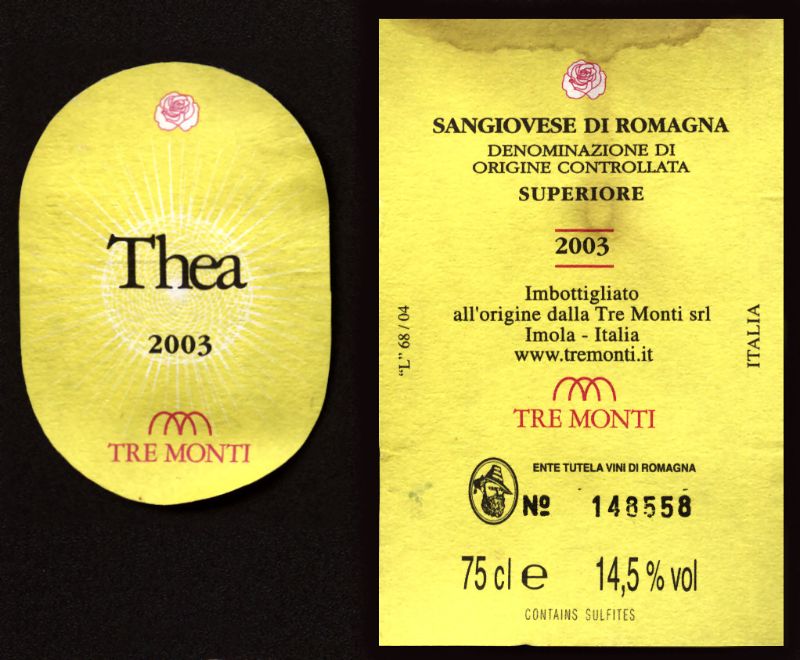 Thea
2003
TRE MONTI
SANGIOVESE DI ROMAGNA
DENOMINAZIONE DI
ORIGINE CONTROLLATA
SUPERIORE
2003
Imbottigliato
all'origine dalla Tre Monti srl
Imola - Italia
www.tremonti.it
"L" 68 / 04
ITALIA
TRE MONTI
ENTE TUTELA VINI DI ROMAGNA
Nº 148558
75 cl e 14,5 % vol
CONTAINS SULFITES